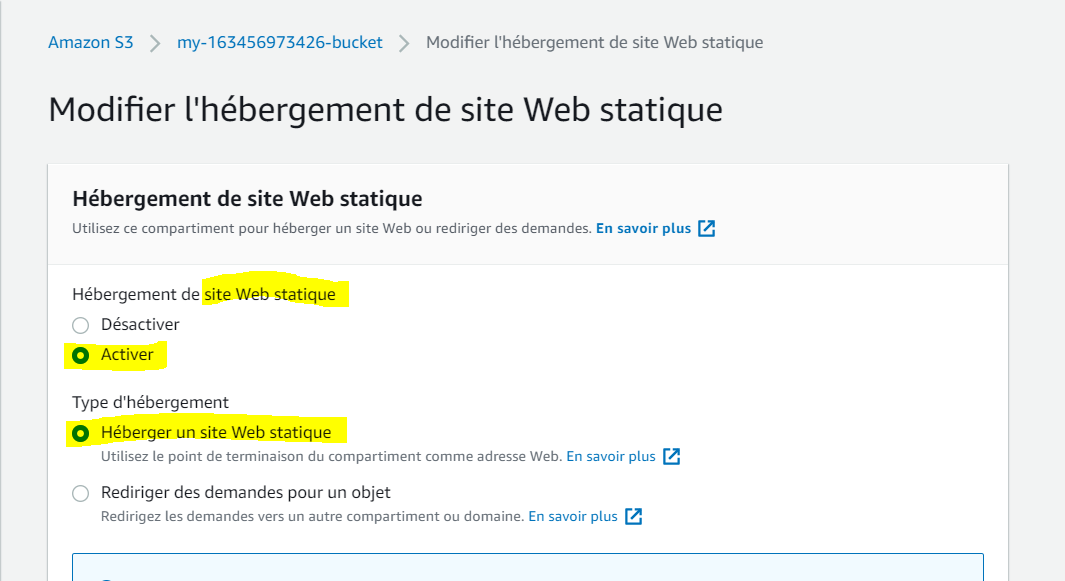 Amazon S3 > my-163456973426-bucket > Modifier l'hébergement de site Web statique
Modifier l'hébergement de site Web statique
Hébergement de site Web statique
Utilisez ce compartiment pour héberger un site Web ou rediriger des demandes. En savoir plus
Hébergement de site Web statique
Désactiver
Activer
Type d'hébergement
Héberger un site Web statique
Utilisez le point de terminaison du compartiment comme adresse Web. En savoir plus
Rediriger des demandes pour un objet
Redirigez les demandes vers un autre compartiment ou domaine. En savoir plus